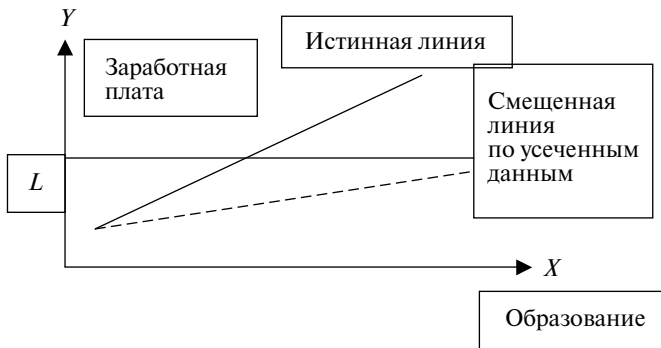 Y
Истинная линия
Заработная
плата
Смещенная
линия
по усеченным
данным
L
X
Образование